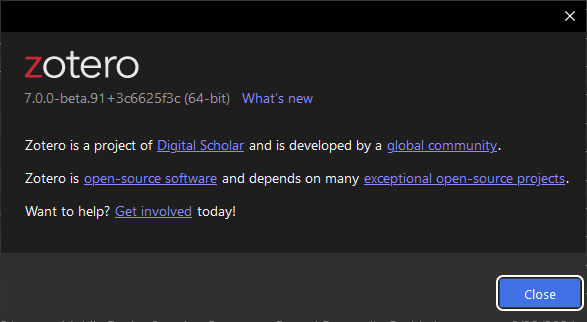 zotero
7.0.0-beta.91+3c6625f3c (64-bit) What's new
Zotero is a project of Digital Scholar and is developed by a global community.
Zotero is open-source software and depends on many exceptional open-source projects.
Want to help? Get involved today!
Close